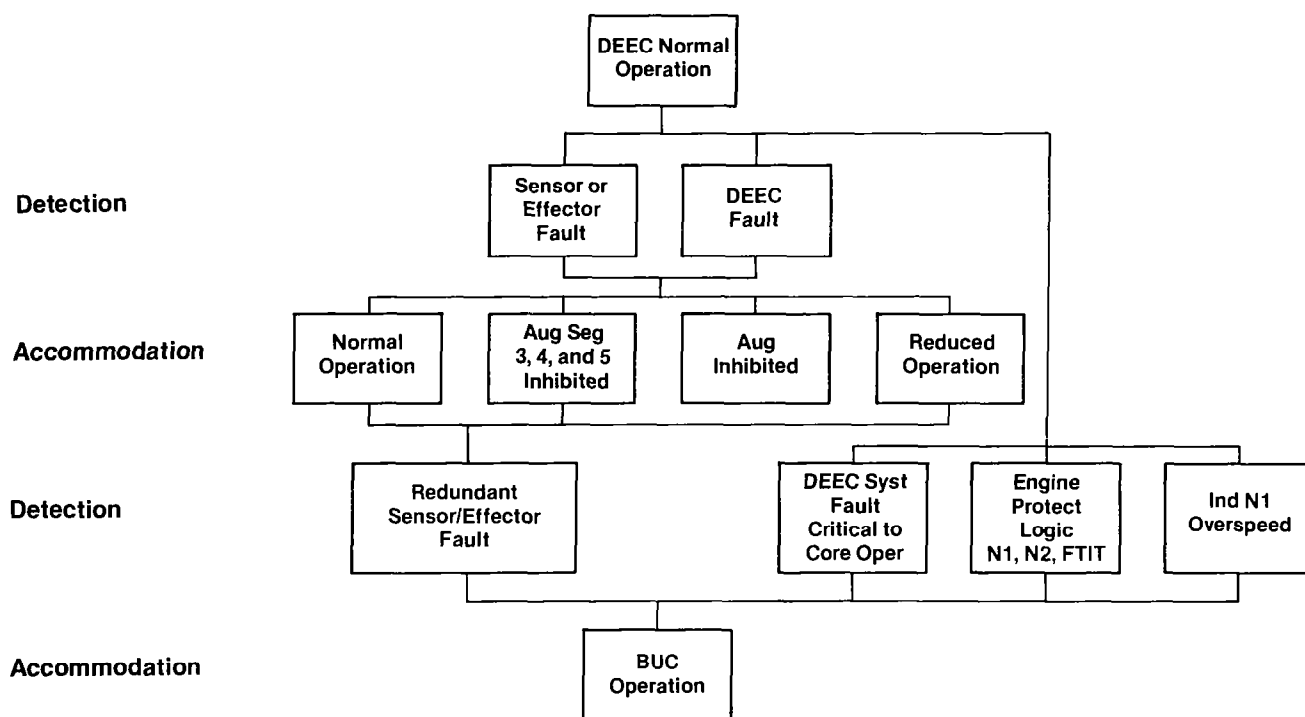 DEEC Normal
Operation
Detection
Sensor or
Effector
Fault
DEEC
Fault
Accommodation
Normal
Operation
Aug Seg
3, 4, and 5
Inhibited
Aug
Inhibited
Reduced
Operation
Detection
Redundant
Sensor/Effector
Fault
DEEC Syst
Fault
Critical to
Core Oper
Engine
Protect
Logic
N1, N2, FTIT
Ind N1
Overspeed
Accommodation
BUC
Operation